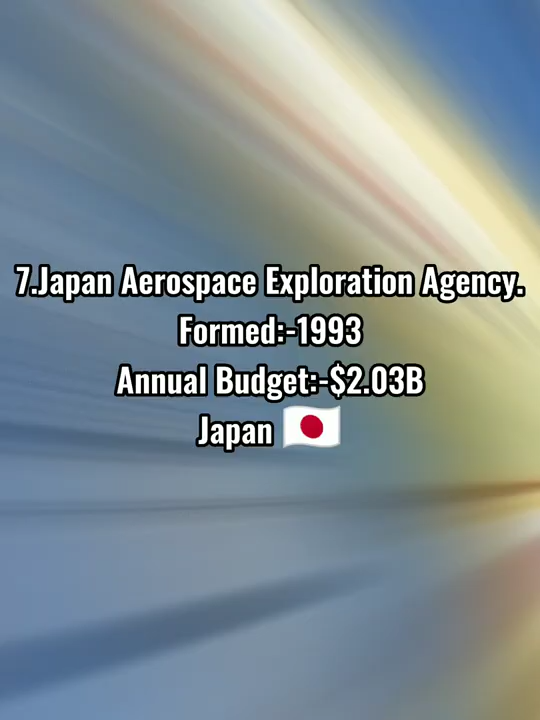 7.Japan Aerospace Exploration Agency.
Formed:-1993
Annual Budget:-$2.03B
Japan 🇯🇵